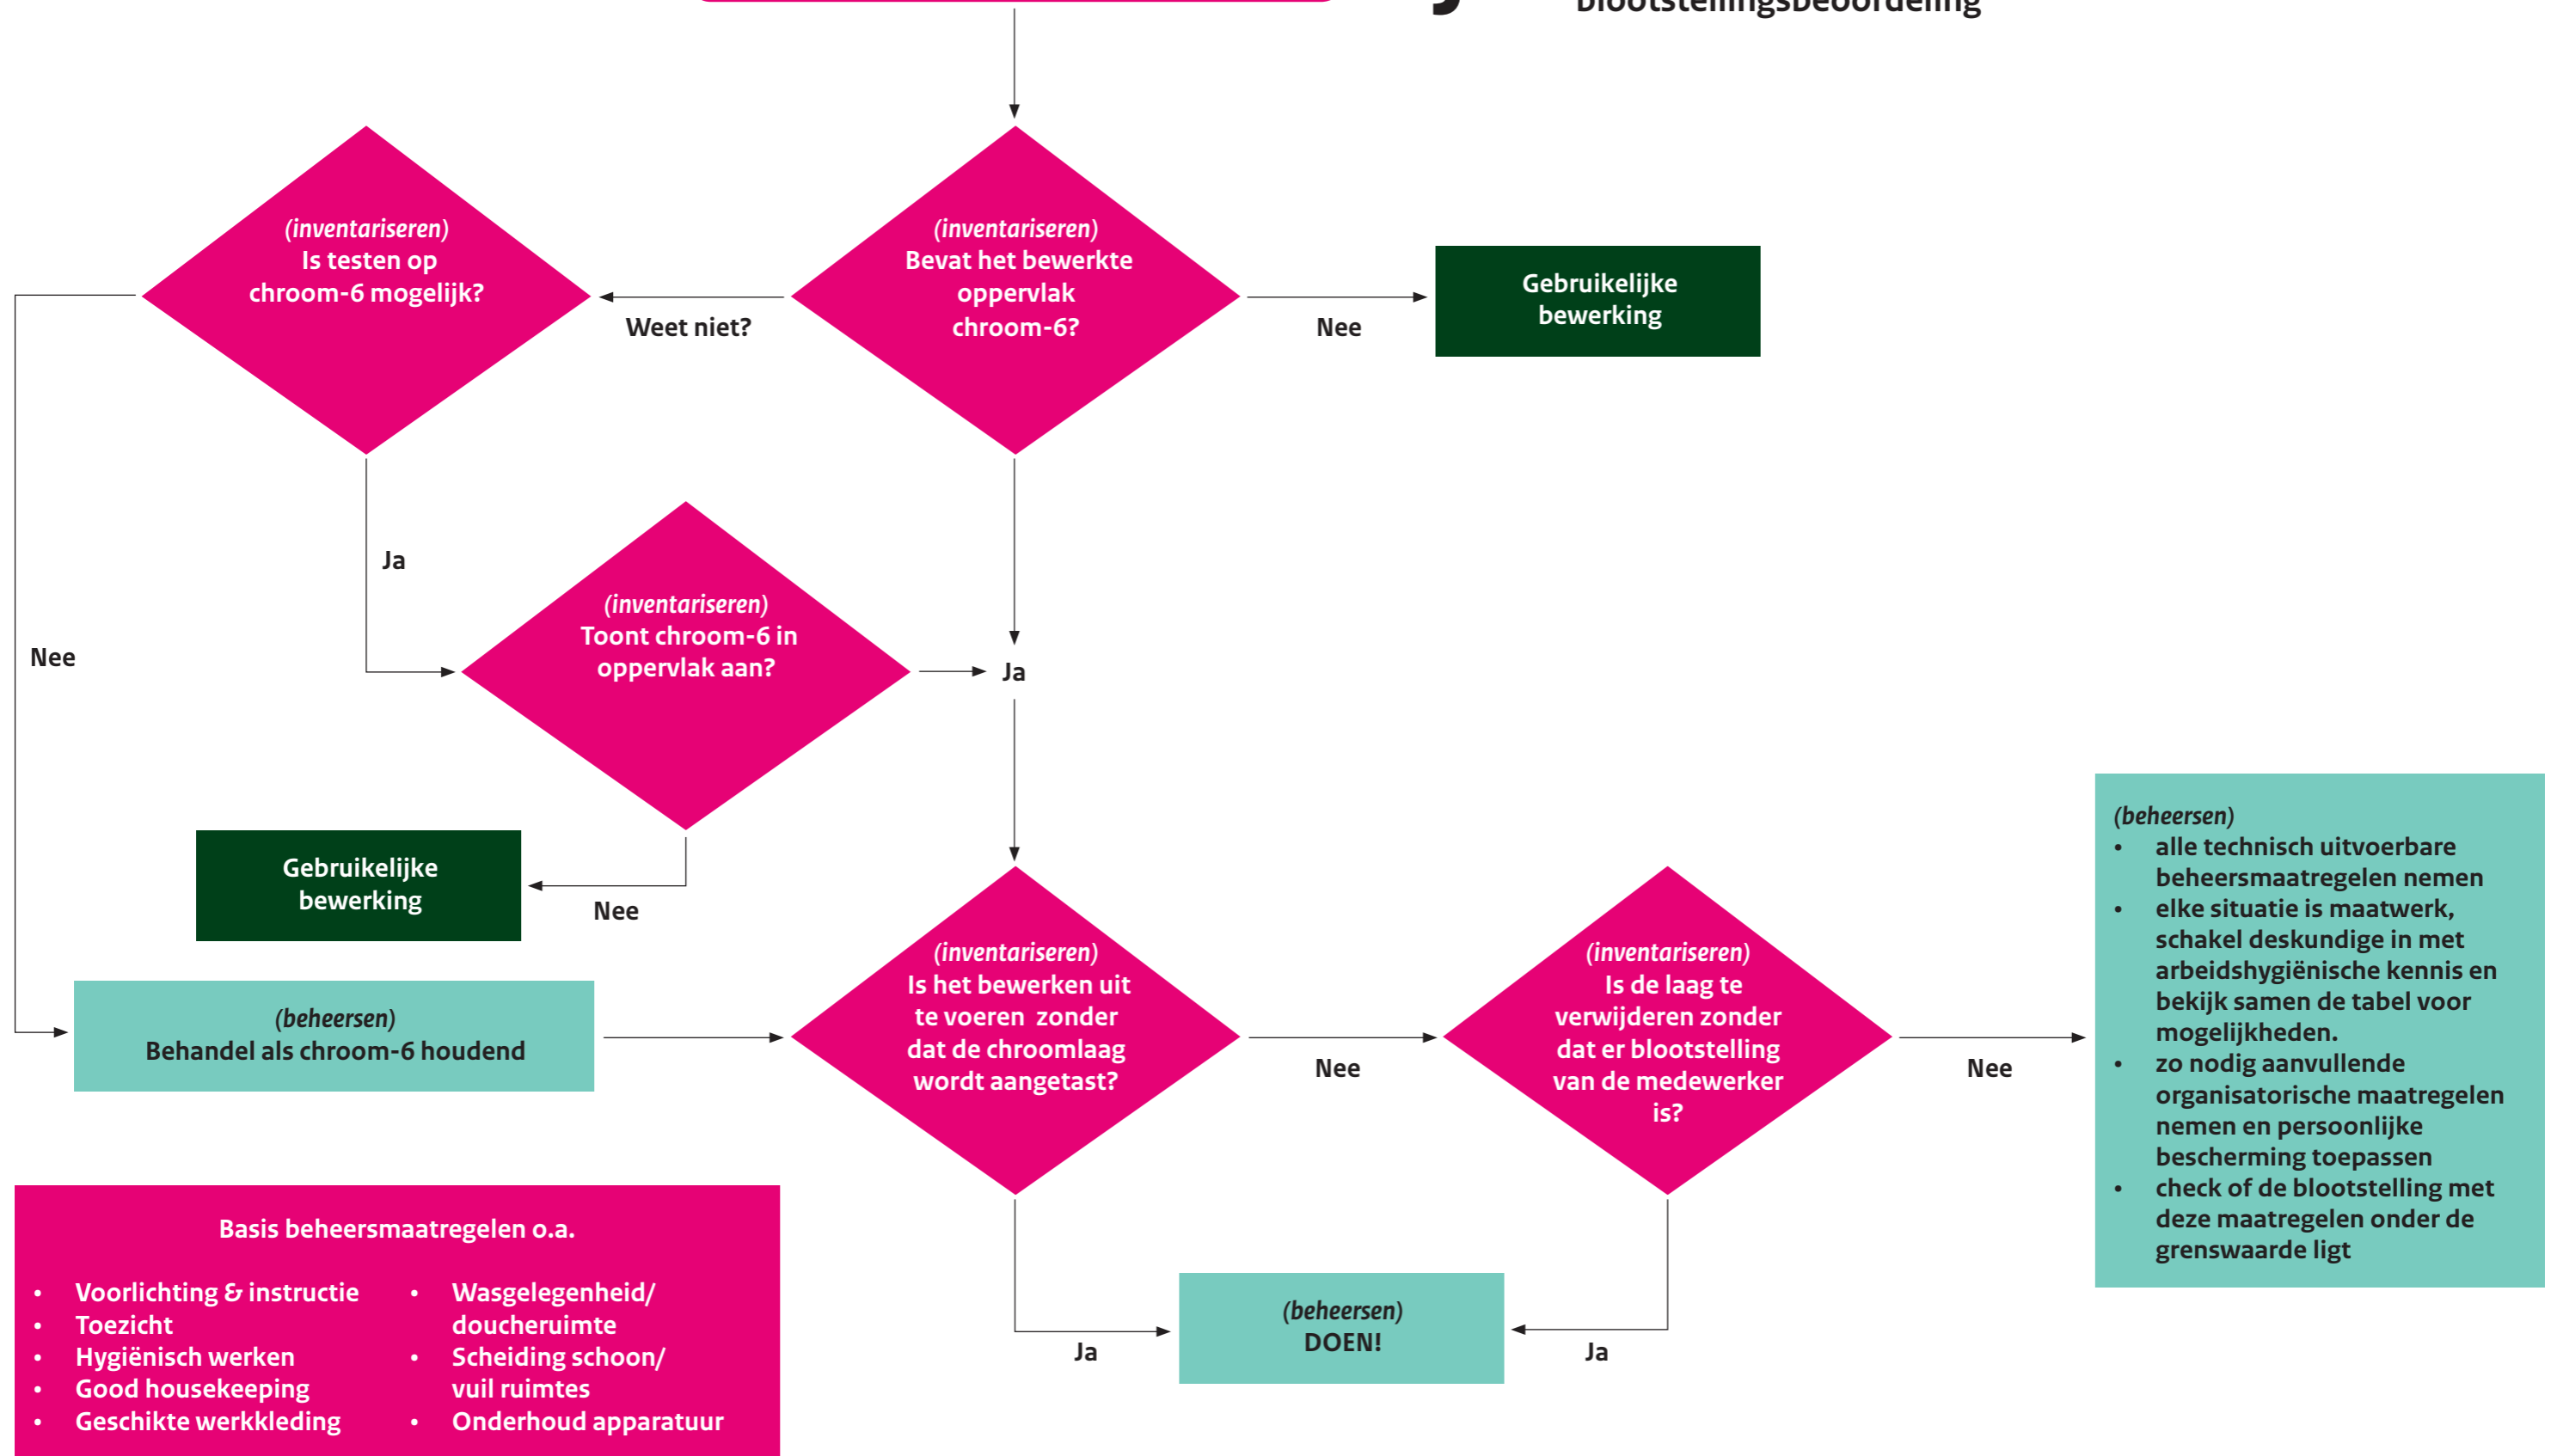 blootstellingsbeoordeling
(inventariseren)
Is testen op
chroom-6 mogelijk?
(inventariseren)
Bevat het bewerkte
oppervlak
chroom-6?
Gebruikelijke
bewerking
Weet niet?
Nee
Ja
Nee
(inventariseren)
Toont chroom-6 in
oppervlak aan?
Ja
Gebruikelijke
bewerking
Nee
(beheersen)
Behandel als chroom-6 houdend
(inventariseren)
Is het bewerken uit
te voeren zonder
dat de chroomlaag
wordt aangetast?
Nee
(inventariseren)
Is de laag te
verwijderen zonder
dat er blootstelling
van de medewerker
is?
Nee
(beheersen)
• alle technisch uitvoerbare
beheersmaatregelen nemen
• elke situatie is maatwerk,
schakel deskundige in met
arbeidshygiënische kennis en
bekijk samen de tabel voor
mogelijkheden.
• zo nodig aanvullende
organisatorische maatregelen
nemen en persoonlijke
bescherming toepassen
• check of de blootstelling met
deze maatregelen onder de
grenswaarde ligt
Ja
(beheersen)
DOEN!
Ja
Basis beheersmaatregelen o.a.
• Voorlichting & instructie
• Toezicht
• Hygiënisch werken
• Good housekeeping
• Geschikte werkkleding
• Wasgelegenheid/
doucheruimte
• Scheiding schoon/
vuil ruimtes
• Onderhoud apparatuur